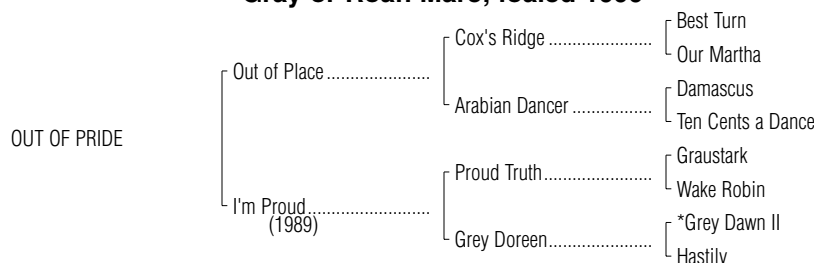 Best Turn
Cox's Ridge ......................
Our Martha
Out of Place ......................
Damascus
Arabian Dancer .................
Ten Cents a Dance
OUT OF PRIDE
Graustark
Proud Truth.......................
Wake Robin
I'm Proud..........................
(1989)
*Grey Dawn II
Grey Doreen......................
Hastily